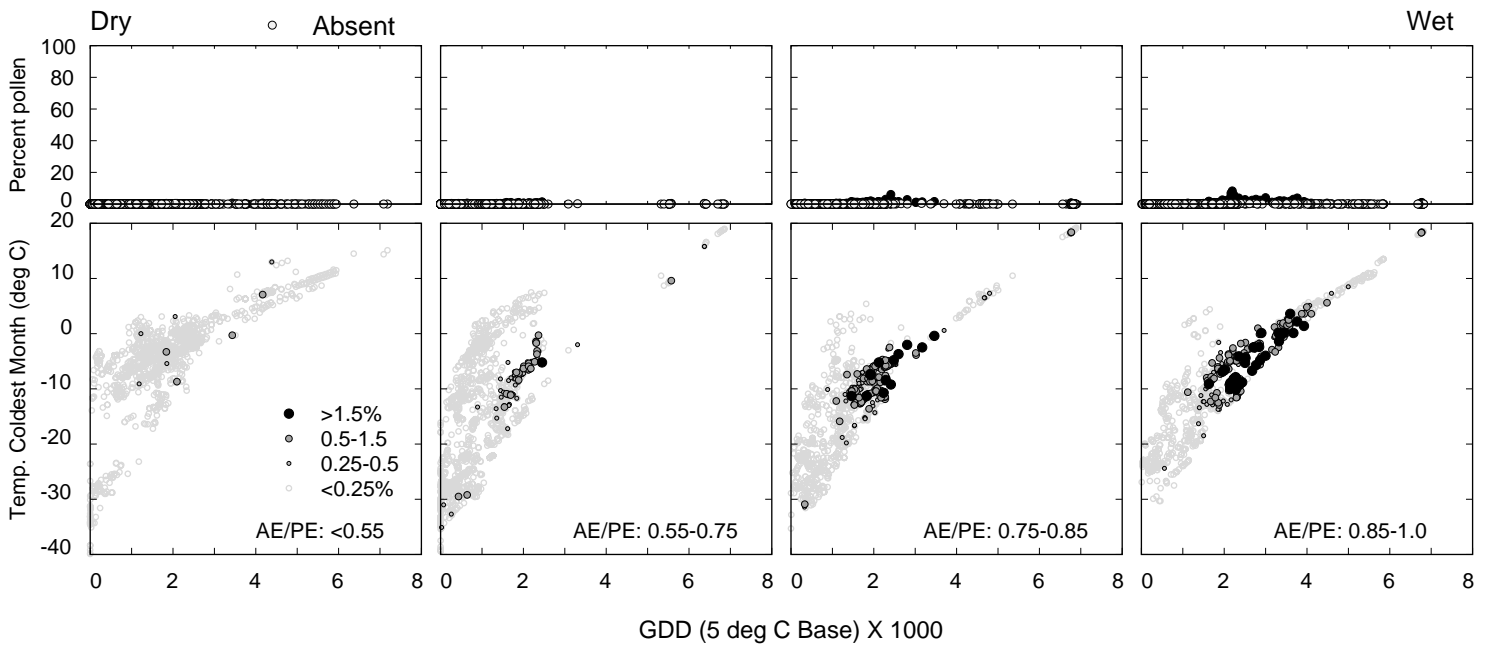 Dry
Absent
Wet
Percent pollen
100
80
60
40
20
0
Temp. Coldest Month (deg C)
20
10
0
-10
-20
-30
-40
>1.5%
0.5-1.5
0.25-0.5
<0.25%
AE/PE: <0.55
AE/PE: 0.55-0.75
AE/PE: 0.75-0.85
AE/PE: 0.85-1.0
0 2 4 6 8
0 2 4 6 8
0 2 4 6 8
0 2 4 6 8
GDD (5 deg C Base) X 1000